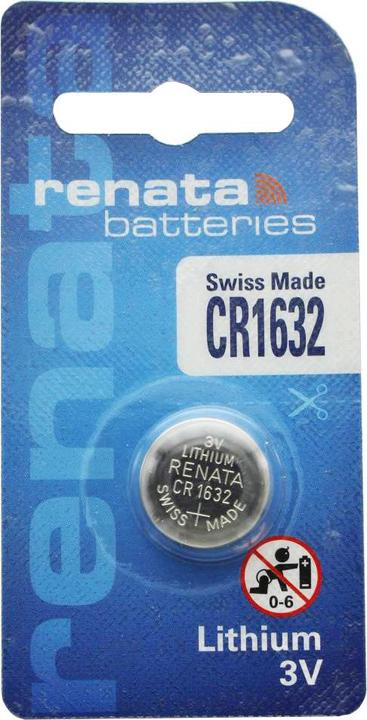 renata
renata
batteries
Swiss Made
CR1632
3V
LITHIUM
RENATA
CR 1632
+
SWISS MADE
0-6
Lithium
3V